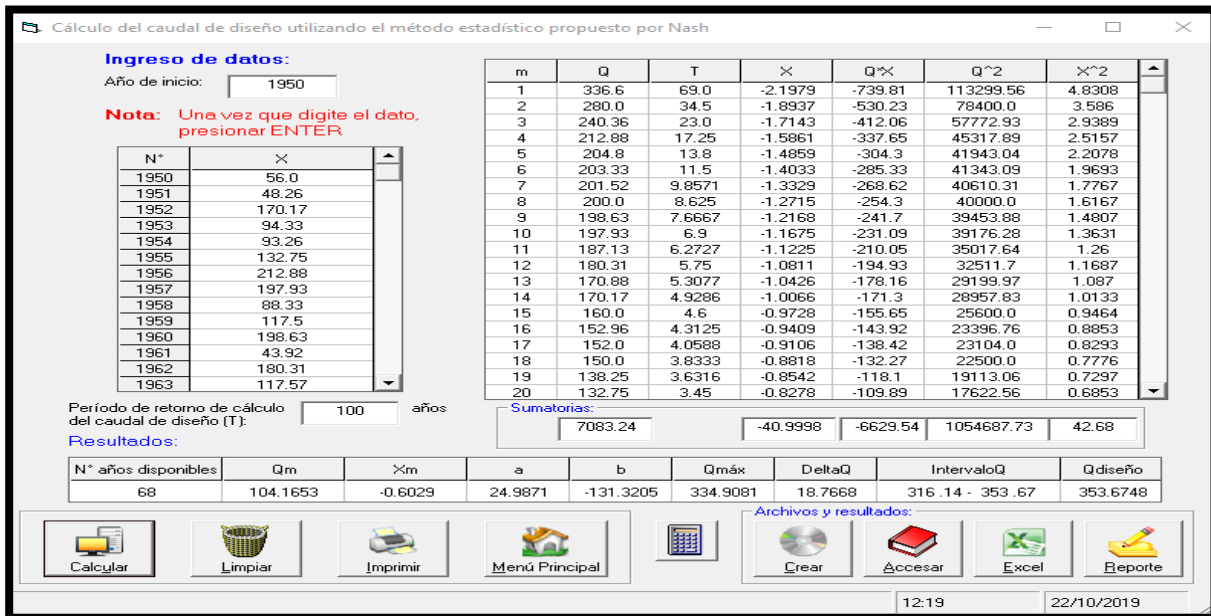 Cálculo del caudal de diseño utilizando el método estadístico propuesto por Nash
Ingreso de datos:
Año de inicio: 1950
Nota: Una vez que digite el dato,
presionar ENTER
N° X
1950 56.0
1951 48.26
1952 170.17
1953 94.33
1954 93.26
1955 132.75
1956 212.88
1957 197.93
1958 88.33
1959 117.5
1960 198.63
1961 43.92
1962 180.31
1963 117.57
Período de retorno de cálculo
del caudal de diseño (T): 100 años
m Q T X Q*X Q^2 X^2
1 336.6 69.0 -2.1979 -739.81 113299.56 4.8308
2 280.0 34.5 -1.8937 -530.23 78400.0 3.586
3 240.36 23.0 -1.7143 -412.06 57772.93 2.9389
4 212.88 17.25 -1.5861 -337.65 45317.89 2.5157
5 204.8 13.8 -1.4859 -304.3 41943.04 2.2078
6 203.33 11.5 -1.4033 -285.33 41343.09 1.9693
7 201.52 9.8571 -1.3329 -268.62 40610.31 1.7767
8 200.0 8.625 -1.2715 -254.3 40000.0 1.6167
9 198.63 7.6667 -1.2168 -241.7 39453.88 1.4807
10 197.93 6.9 -1.1675 -231.09 39176.28 1.3631
11 187.13 6.2727 -1.1225 -210.05 35017.64 1.26
12 180.31 5.75 -1.0811 -194.93 32511.7 1.1687
13 170.88 5.3077 -1.0426 -178.16 29199.97 1.087
14 170.17 4.9286 -1.0066 -171.3 28957.83 1.0133
15 160.0 4.6 -0.9728 -155.65 25600.0 0.9464
16 152.96 4.3125 -0.9409 -143.92 23396.76 0.8853
17 152.0 4.0588 -0.9106 -138.42 23104.0 0.8293
18 150.0 3.8333 -0.8818 -132.27 22500.0 0.7776
19 138.25 3.6316 -0.8542 -118.1 19113.06 0.7297
20 132.75 3.45 -0.8278 -109.89 17622.56 0.6853
Sumatorias:
7083.24 -40.9998 -6629.54 1054687.73 42.68
Resultados:
N° años disponibles Qm Xm a b Qmáx DeltaQ IntervaloQ Qdiseño
68 104.1653 -0.6029 24.9871 -131.3205 334.9081 18.7668 316 .14 - 353 .67 353.6748
Archivos y resultados:
Calcular Limpiar Imprimir Menú Principal Crear Accesar Excel Reporte
12:19 22/10/2019